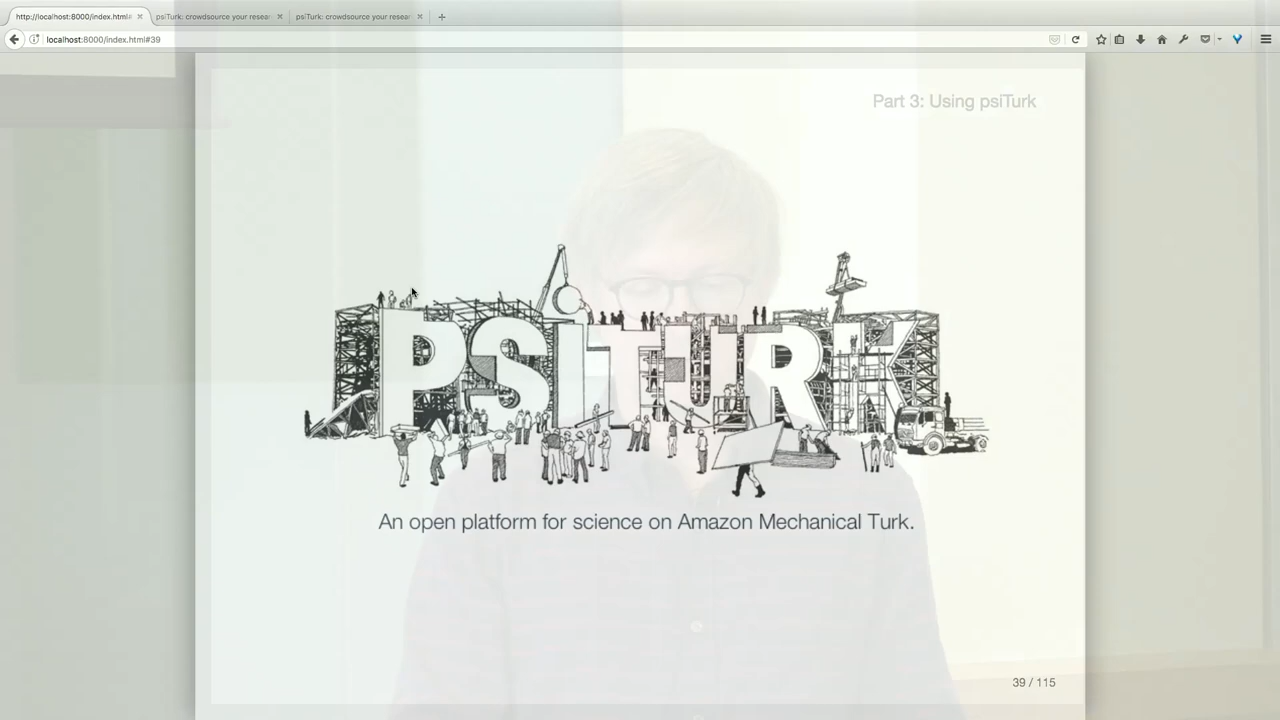 http://localhost:8000/index.html#
psiTurk: crowdsource your resear
psiTurk: crowdsource your resear
localhost:8000/index.html#39
Part 3: Using psiTurk
PSITURK
An open platform for science on Amazon Mechanical Turk.
39 / 115